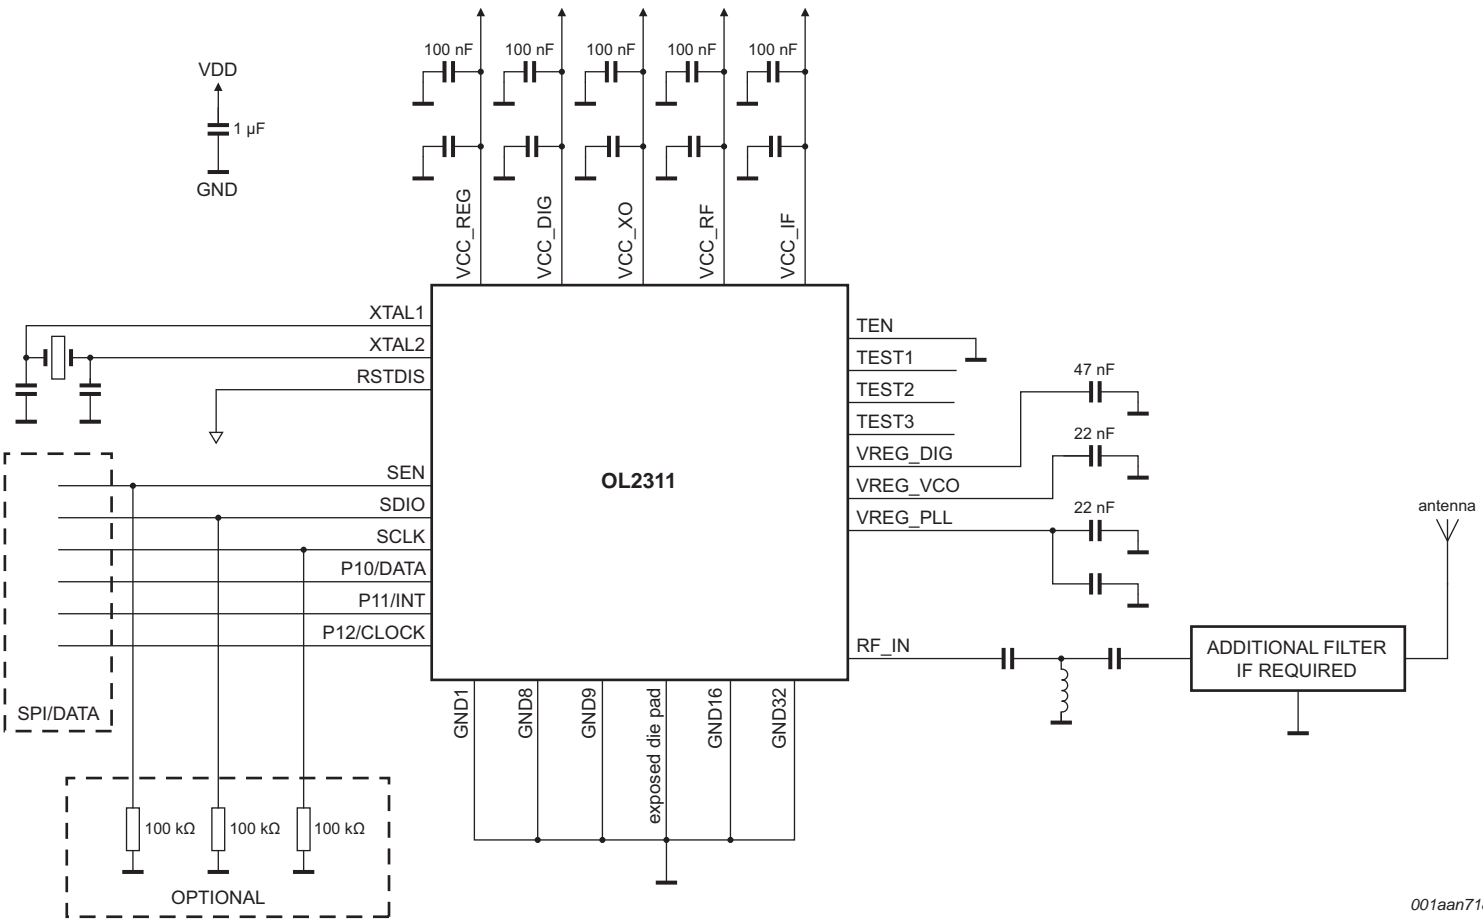 100 nF
100 nF
100 nF
100 nF
100 nF
VDD
1 µF
GND
VCC_REG
VCC_DIG
VCC_XO
VCC_RF
VCC_IF
XTAL1
XTAL2
RSTDIS
SEN
SDIO
SCLK
P10/DATA
P11/INT
P12/CLOCK
SPI/DATA
OL2311
TEN
TEST1
TEST2
TEST3
VREG_DIG
VREG_VCO
VREG_PLL
RF_IN
47 nF
22 nF
22 nF
antenna
ADDITIONAL FILTER
IF REQUIRED
GND1
GND8
GND9
exposed die pad
GND16
GND32
100 kΩ
100 kΩ
100 kΩ
OPTIONAL